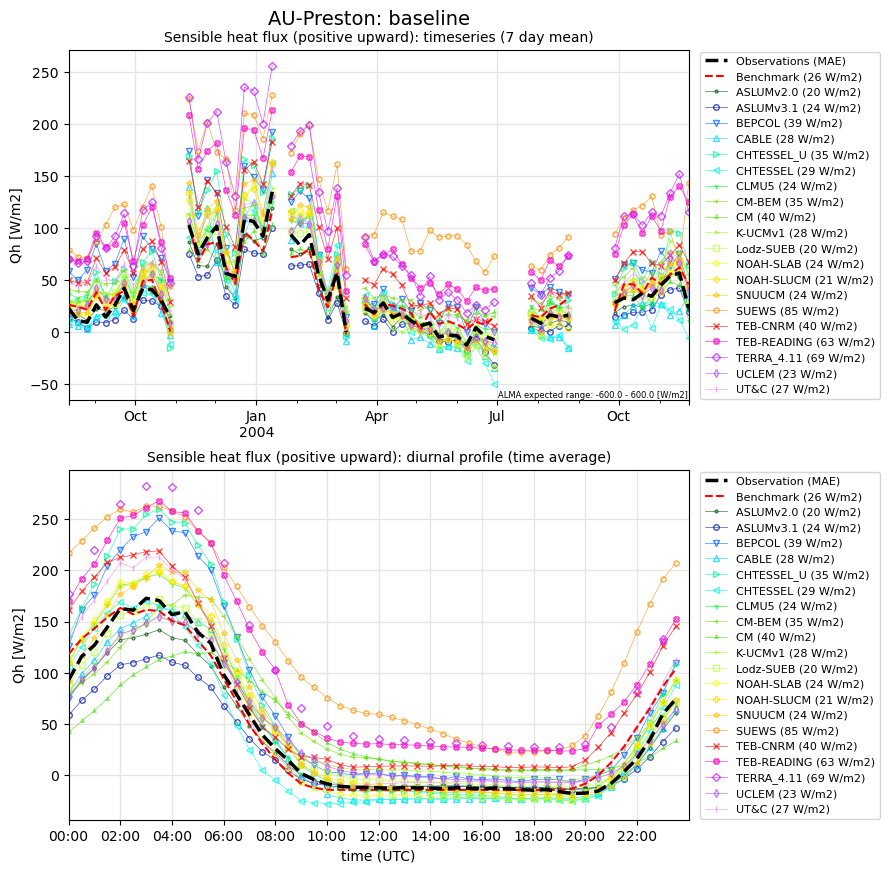 AU-Preston: baseline
Sensible heat flux (positive upward): timeseries (7 day mean)
Qh [W/m2]
250
200
150
100
50
0
−50
Oct
Jan
2004
Apr
Jul
Oct
ALMA expected range: -600.0 - 600.0 [W/m2]
Observations (MAE)
Benchmark (26 W/m2)
ASLUMv2.0 (20 W/m2)
ASLUMv3.1 (24 W/m2)
BEPCOL (39 W/m2)
CABLE (28 W/m2)
CHTESSEL_U (35 W/m2)
CHTESSEL (29 W/m2)
CLMU5 (24 W/m2)
CM-BEM (35 W/m2)
CM (40 W/m2)
K-UCMv1 (28 W/m2)
Lodz-SUEB (20 W/m2)
NOAH-SLAB (24 W/m2)
NOAH-SLUCM (21 W/m2)
SNUUCM (24 W/m2)
SUEWS (85 W/m2)
TEB-CNRM (40 W/m2)
TEB-READING (63 W/m2)
TERRA_4.11 (69 W/m2)
UCLEM (23 W/m2)
UT&C (27 W/m2)
Sensible heat flux (positive upward): diurnal profile (time average)
Qh [W/m2]
250
200
150
100
50
0
00:00
02:00
04:00
06:00
08:00
10:00
12:00
14:00
16:00
18:00
20:00
22:00
time (UTC)
Observation (MAE)
Benchmark (26 W/m2)
ASLUMv2.0 (20 W/m2)
ASLUMv3.1 (24 W/m2)
BEPCOL (39 W/m2)
CABLE (28 W/m2)
CHTESSEL_U (35 W/m2)
CHTESSEL (29 W/m2)
CLMU5 (24 W/m2)
CM-BEM (35 W/m2)
CM (40 W/m2)
K-UCMv1 (28 W/m2)
Lodz-SUEB (20 W/m2)
NOAH-SLAB (24 W/m2)
NOAH-SLUCM (21 W/m2)
SNUUCM (24 W/m2)
SUEWS (85 W/m2)
TEB-CNRM (40 W/m2)
TEB-READING (63 W/m2)
TERRA_4.11 (69 W/m2)
UCLEM (23 W/m2)
UT&C (27 W/m2)